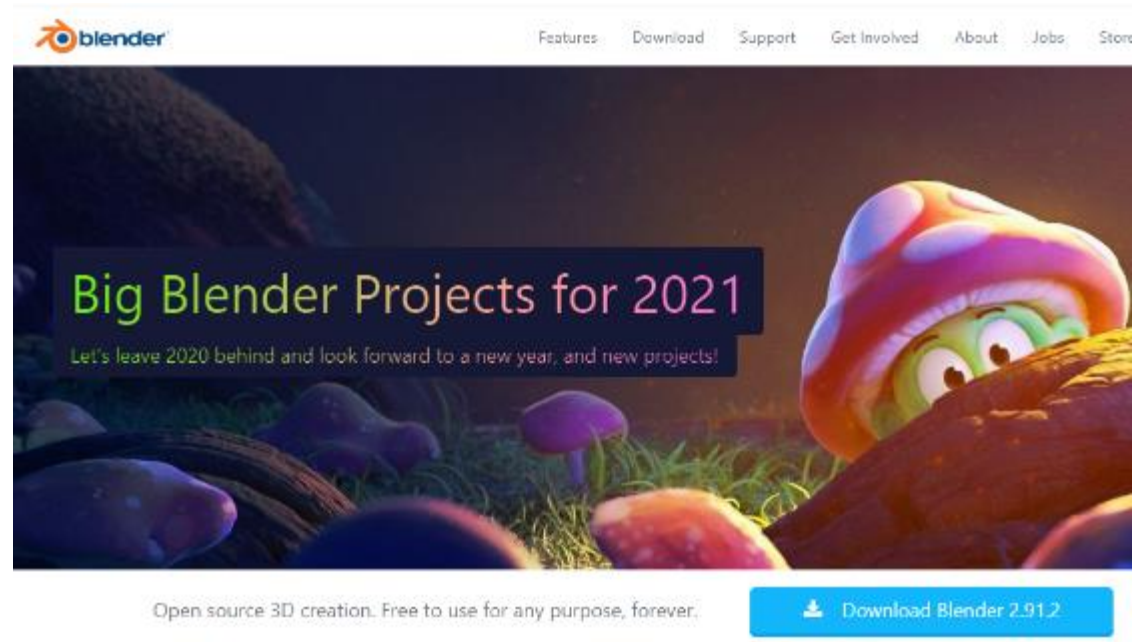 blender
Features Download Support Get Involved About Jobs Store
Big Blender Projects for 2021
Let's leave 2020 behind and look forward to a new year, and new projects!
Open source 3D creation. Free to use for any purpose, forever.
Download Blender 2.91.2